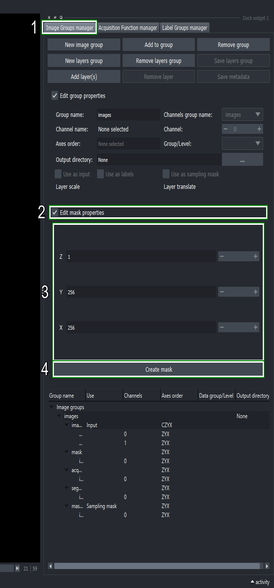 Dock widget 1
1
Image Groups manager Acquisition Function manager Label Groups manager
New image group Add to group Remove group
New layers group Remove layers group Save layers group
Add layer(s) Remove layer Save metadata
Edit group properties
Group name: images Channels group name: images
Channel name: None selected Channel: 0
Axes order: None selected Group/Level:
Output directory: None ...
Use as input Use as labels Use as sampling mask
Layer scale Layer translate
2 Edit mask properties
Z 1 − +
3 Y 256 − +
X 256 − +
4 Create mask
Group name Use Channels Axes order Data group/Level Output directory
Image groups
images None
ima... Input CZYX
... 0 ZYX
... 1 ZYX
mask ZYX
i... 0 ZYX
acq... ZYX
i... 0 ZYX
seg... ZYX
i... 0 ZYX
mas... Sampling mask ZYX
i... 0 ZYX
activity